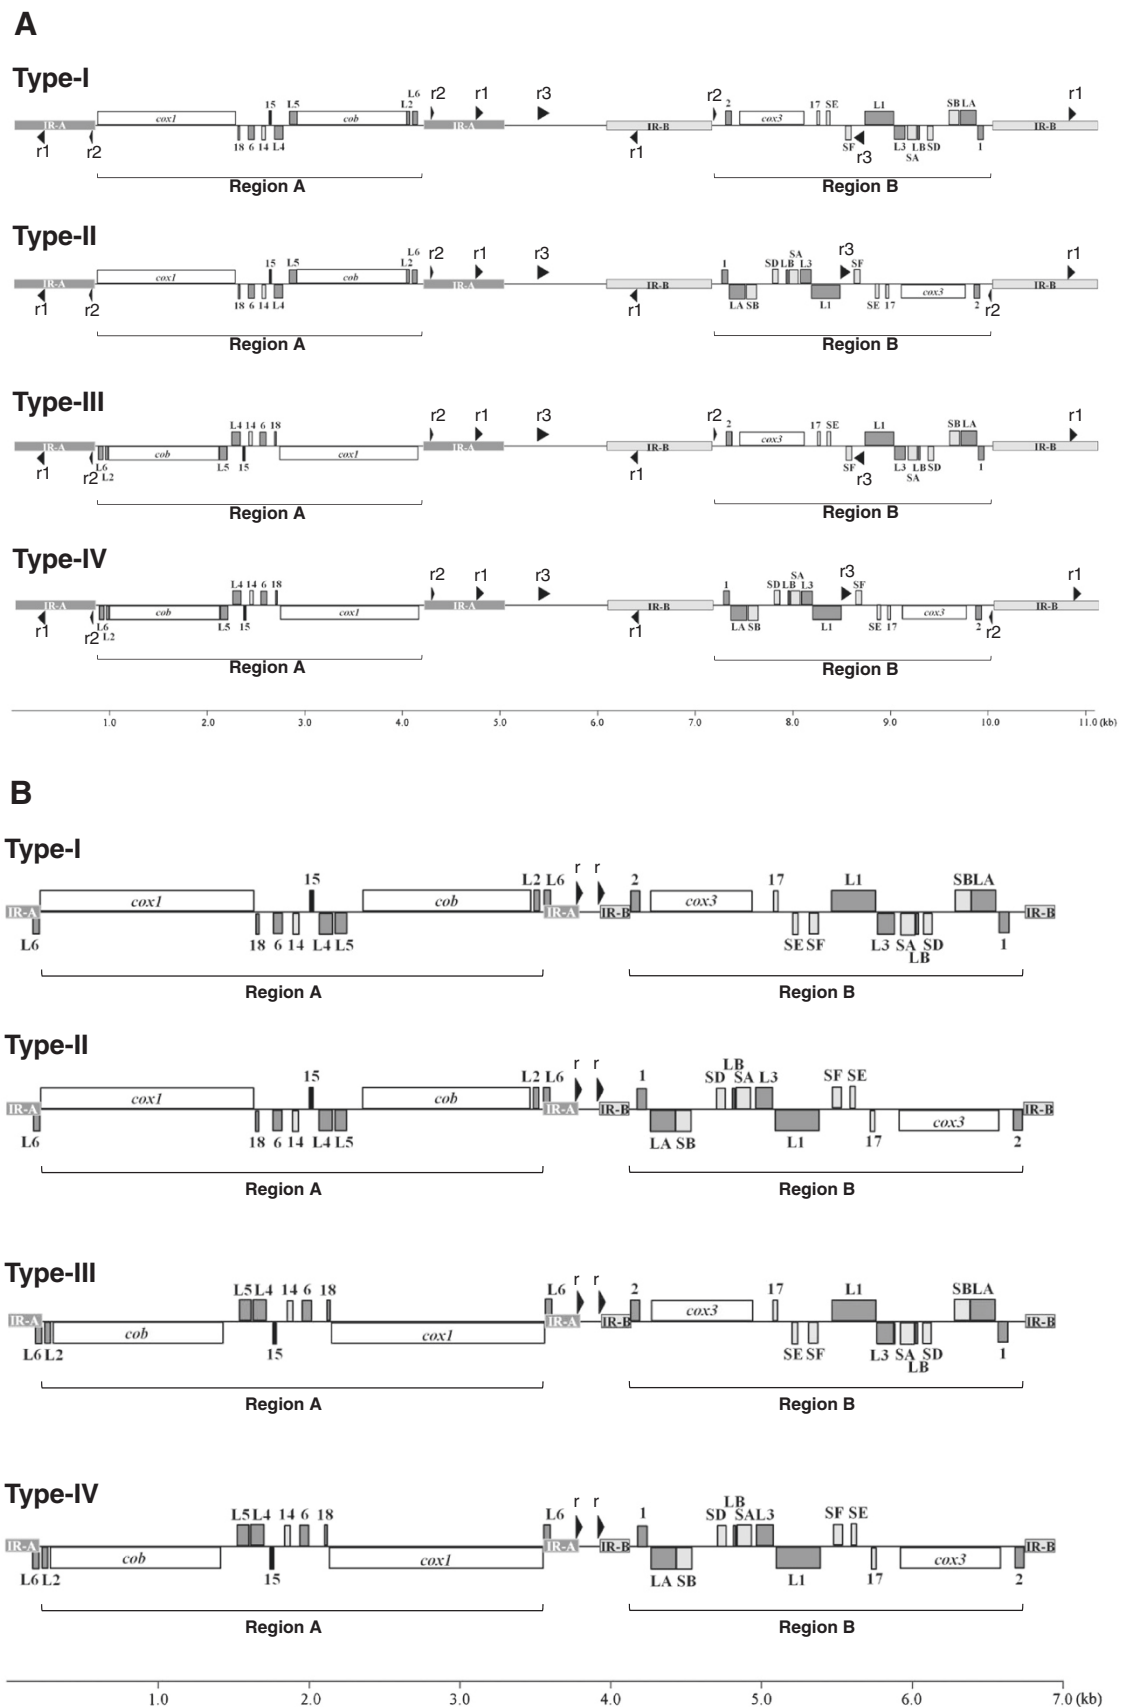 A
Type-I
r2 r1 r3 r2 r1
15 L5 L6 L2 2 17 SE L1 SB LA
cox1 cob cox3
IR-A IR-A IR-B IR-B
r1 r2 18 6 14 L4 r1 SF r3 L3 SA LB SD 1
Region A Region B
Type-II
r2 r1 r3 r3 r1
15 L5 L6 L2 1 SD LB SA L3 SF
cox1 cob
IR-A IR-A IR-B IR-B
r1 r2 18 6 14 L4 r1 LA SB L1 SE 17 cox3 2 r2
Region A Region B
Type-III
r2 r1 r3 r2 r1
L4 14 6 18 2 17 SE L1 SB LA
cox3
IR-A IR-A IR-B IR-B
r1 r2 L6 L2 cob L5 15 cox1 r1 SF r3 L3 SA LB SD 1
Region A Region B
Type-IV
r2 r1 r3 r3 r1
L4 14 6 18 1 SD LB SA L3 SF
IR-A IR-A IR-B IR-B
r1 r2 L6 L2 cob L5 15 cox1 r1 LA SB L1 SE 17 cox3 2 r2
Region A Region B
1.0 2.0 3.0 4.0 5.0 6.0 7.0 8.0 9.0 10.0 11.0 (kb)
B
Type-I
r r
15 L2 L6 2 17 L1 SB LA
cox1 cob cox3
IR-A IR-A IR-B IR-B
L6 18 6 14 L4 L5 SE SF L3 SA LB SD 1
Region A Region B
Type-II
r r
15 L2 L6 1 SD LB SA L3 SF SE
cox1 cob
IR-A IR-A IR-B IR-B
L6 18 6 14 L4 L5 LA SB L1 17 cox3 2
Region A Region B
Type-III
r r
L5 L4 14 6 18 L6 2 17 L1 SB LA
cox3
IR-A IR-A IR-B IR-B
L6 L2 cob 15 cox1 SE SF L3 SA LB SD 1
Region A Region B
Type-IV
r r
L5 L4 14 6 18 L6 1 SD LB SA L3 SF SE
IR-A IR-A IR-B IR-B
L6 L2 cob 15 cox1 LA SB L1 17 cox3 2
Region A Region B
1.0 2.0 3.0 4.0 5.0 6.0 7.0 (kb)